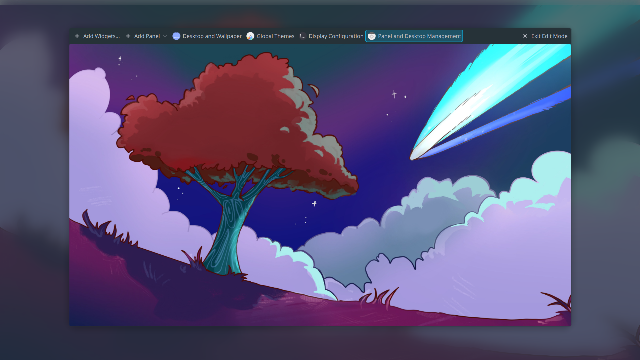 Add Widgets... Add Panel Desktop and Wallpaper Global Themes Display Configuration Panel and Desktop Management Exit Edit Mode